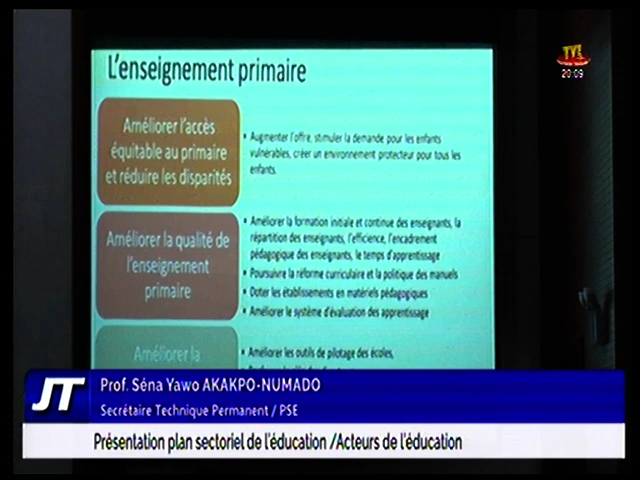 L'enseignement primaire
TVT
20:09
Améliorer l'accès
équitable au primaire
et réduire les disparités
Augmenter l'offre, stimuler la demande pour les enfants
vulnérables, créer un environnement protecteur pour tous les
enfants.
Améliorer la qualité de
l'enseignement
primaire
Améliorer la formation initiale et continue des enseignants, la
répartition des enseignants, l'efficience, l'encadrement
pédagogique des enseignants, le temps d'apprentissage
Poursuivre la réforme curriculaire et la politique des manuels
Doter les établissements en matériels pédagogiques
Améliorer le système d'évaluation des apprentissage
Améliorer la
Améliorer les outils de pilotage des écoles,
JT
Prof. Séna Yawo AKAKPO-NUMADO
Secrétaire Technique Permanent / PSE
Présentation plan sectoriel de l'éducation /Acteurs de l'éducation